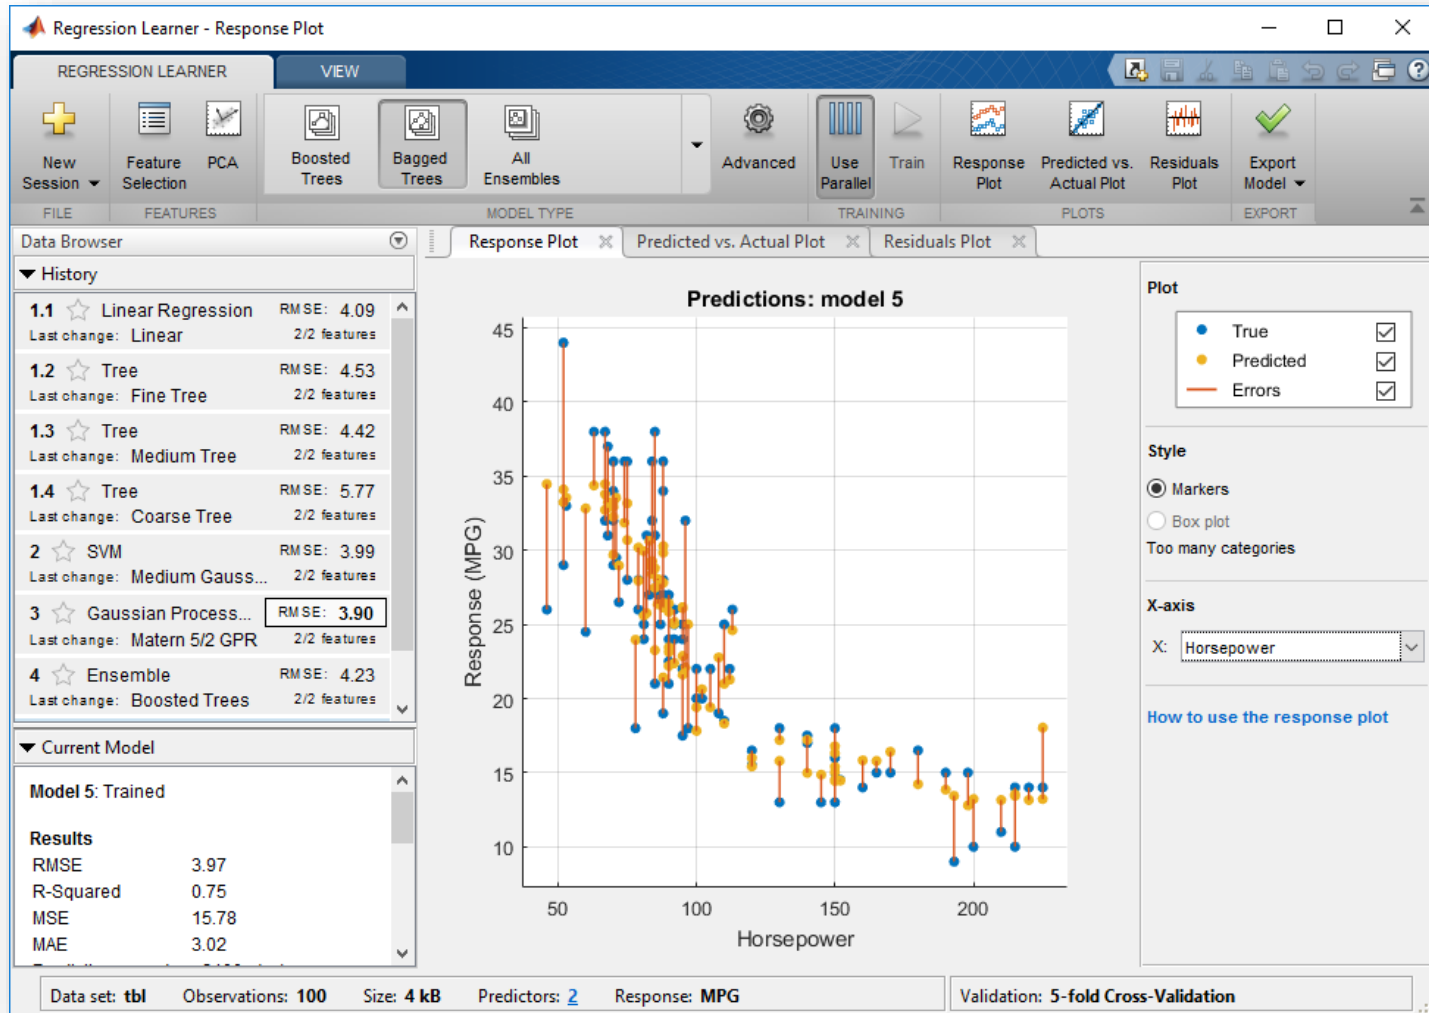 Regression Learner - Response Plot
REGRESSION LEARNER
VIEW
New Session
Feature Selection
PCA
Boosted Trees
Bagged Trees
All Ensembles
Advanced
Use Parallel
Train
Response Plot
Predicted vs. Actual Plot
Residuals Plot
Export Model
FILE
FEATURES
MODEL TYPE
TRAINING
PLOTS
EXPORT
Data Browser
History
1.1 Linear Regression RMSE: 4.09
Last change: Linear 2/2 features
1.2 Tree RMSE: 4.53
Last change: Fine Tree 2/2 features
1.3 Tree RMSE: 4.42
Last change: Medium Tree 2/2 features
1.4 Tree RMSE: 5.77
Last change: Coarse Tree 2/2 features
2 SVM RMSE: 3.99
Last change: Medium Gauss... 2/2 features
3 Gaussian Process... RMSE: 3.90
Last change: Matern 5/2 GPR 2/2 features
4 Ensemble RMSE: 4.23
Last change: Boosted Trees 2/2 features
Current Model
Model 5: Trained
Results
RMSE 3.97
R-Squared 0.75
MSE 15.78
MAE 3.02
Response Plot
Predicted vs. Actual Plot
Residuals Plot
Predictions: model 5
Response (MPG)
45
40
35
30
25
20
15
10
50 100 150 200
Horsepower
Plot
True
Predicted
Errors
Style
Markers
Box plot
Too many categories
X-axis
X: Horsepower
How to use the response plot
Data set: tbl Observations: 100 Size: 4 kB Predictors: 2 Response: MPG
Validation: 5-fold Cross-Validation